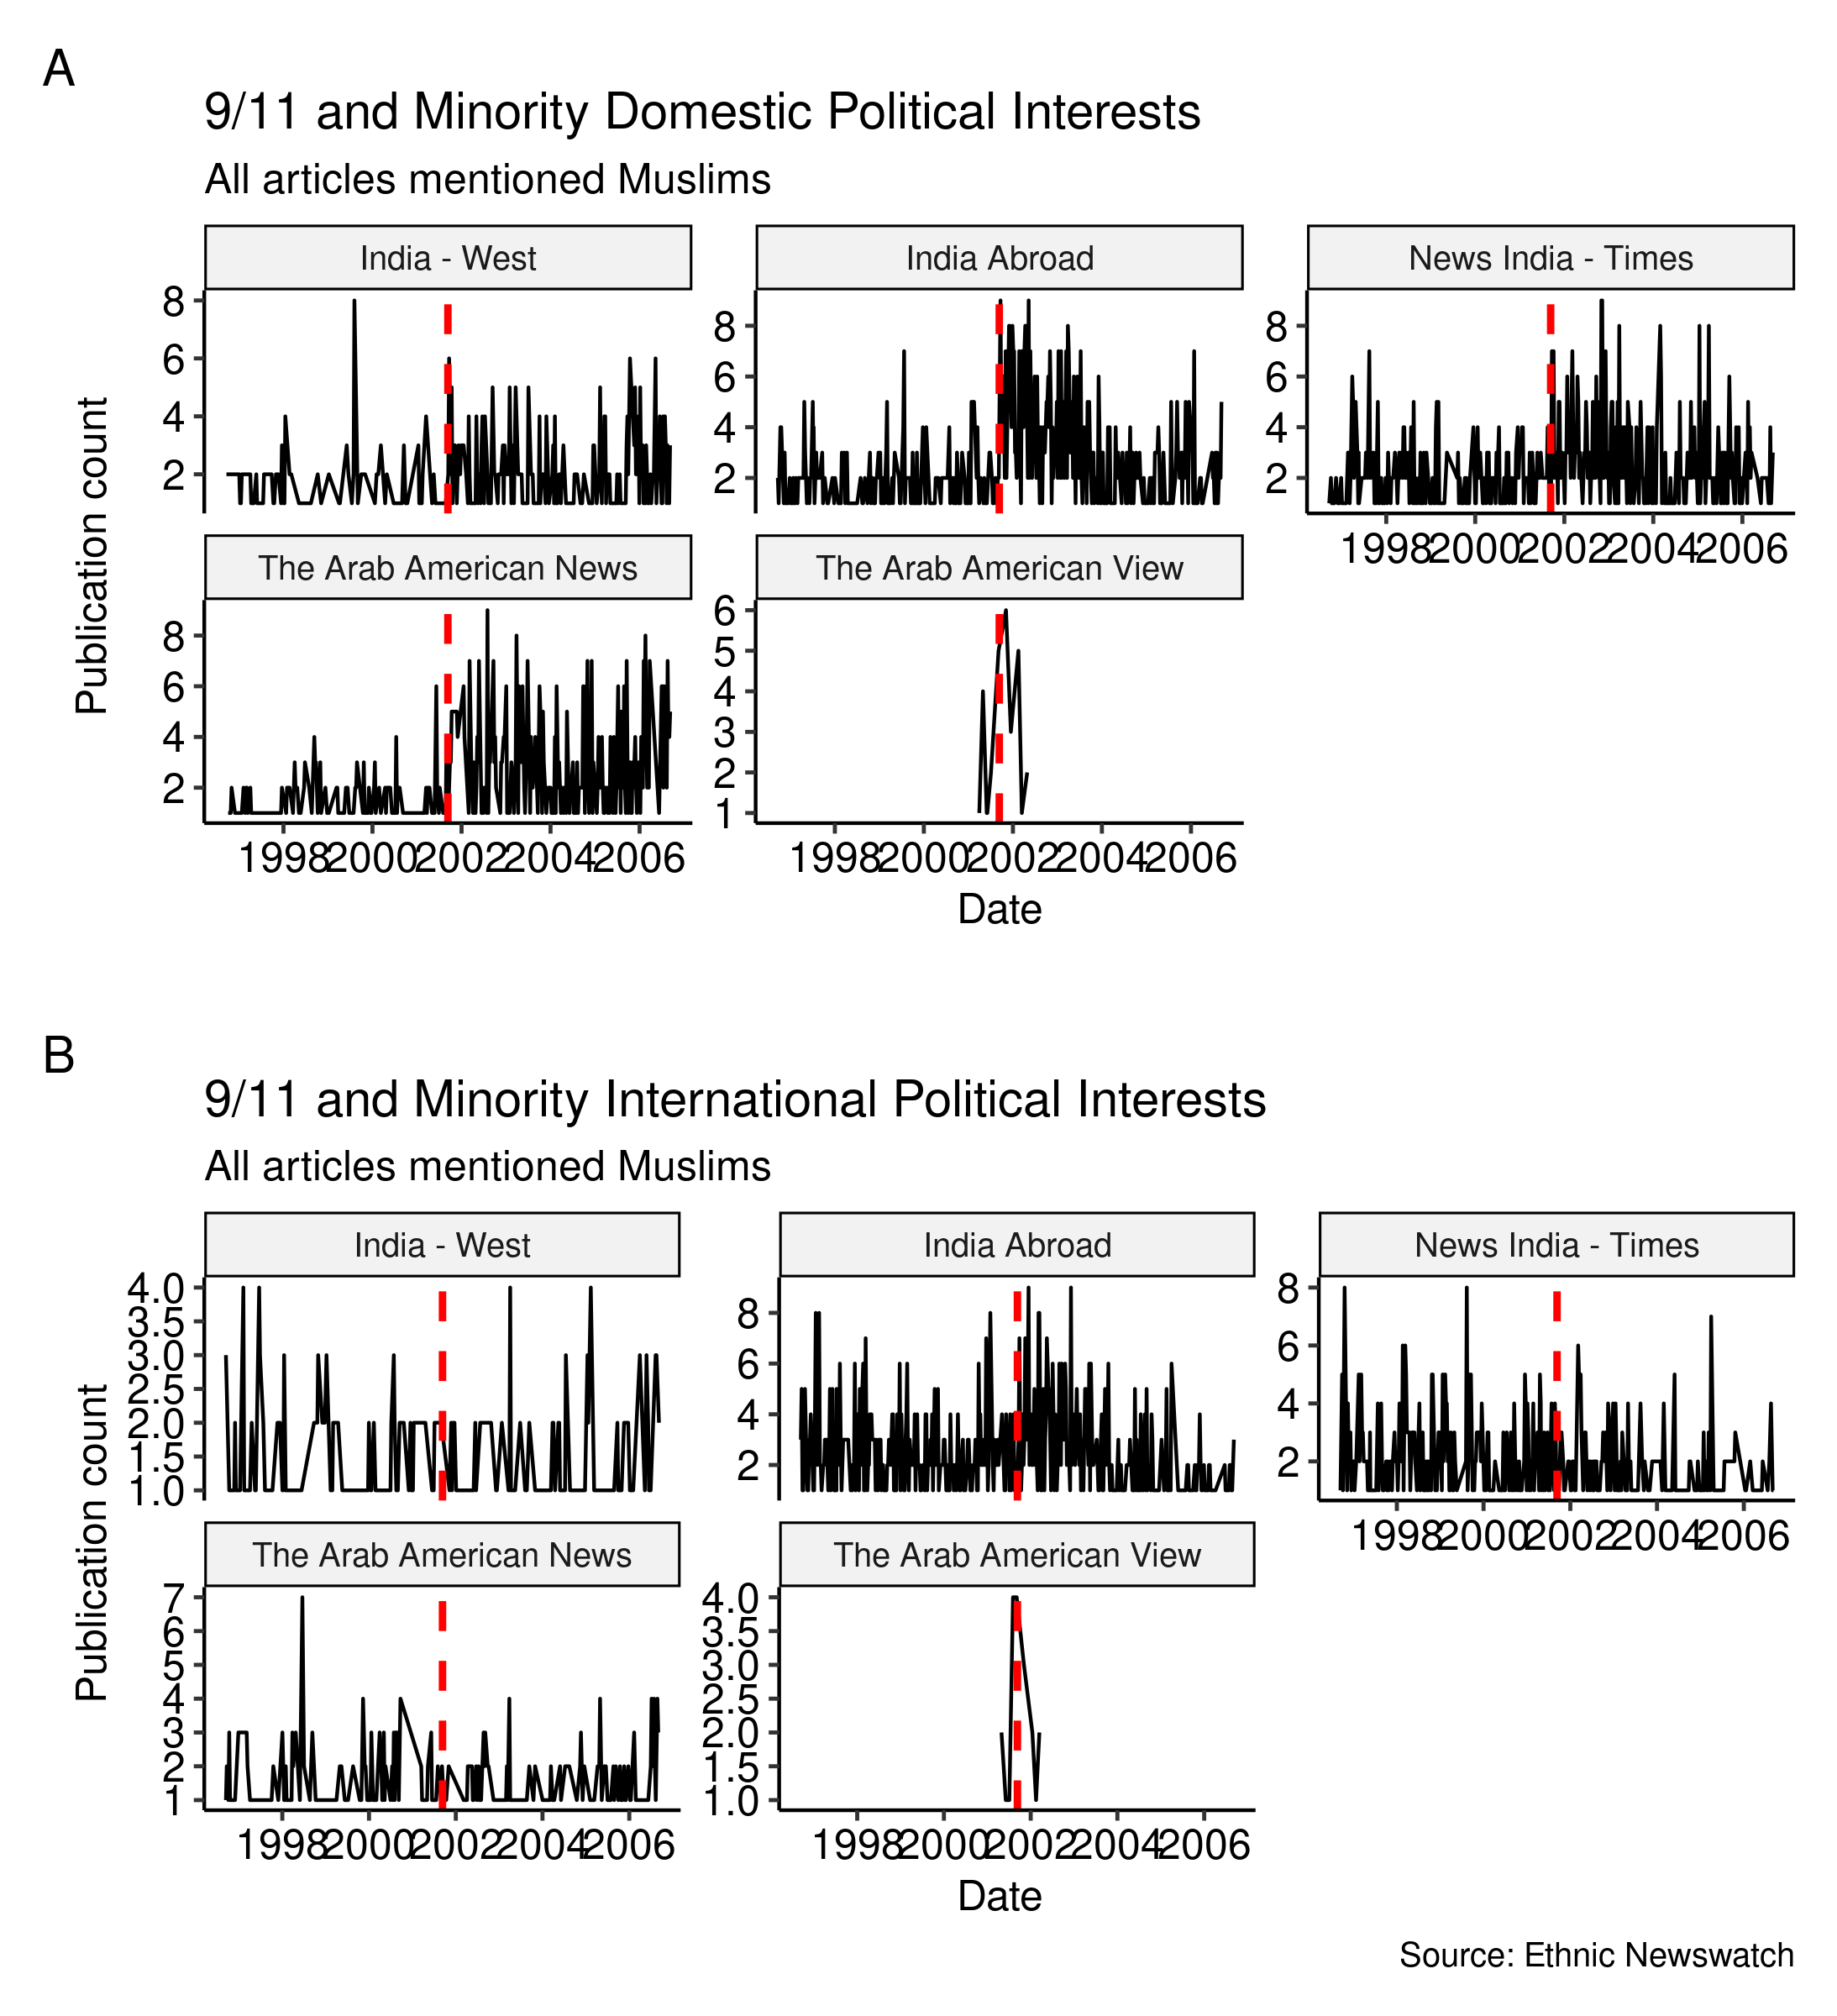 A
9/11 and Minority Domestic Political Interests
All articles mentioned Muslims
Publication count
India - West
India Abroad
News India - Times
8
6
4
2
8
6
4
2
8
6
4
2
1998 2000 2002 2004 2006
The Arab American News
The Arab American View
8
6
4
2
6
5
4
3
2
1
1998 2000 2002 2004 2006
1998 2000 2002 2004 2006
Date
B
9/11 and Minority International Political Interests
All articles mentioned Muslims
Publication count
India - West
India Abroad
News India - Times
4.0
3.5
3.0
2.5
2.0
1.5
1.0
8
6
4
2
8
6
4
2
1998 2000 2002 2004 2006
The Arab American News
The Arab American View
7
6
5
4
3
2
1
4.0
3.5
3.0
2.5
2.0
1.5
1.0
1998 2000 2002 2004 2006
1998 2000 2002 2004 2006
Date
Source: Ethnic Newswatch